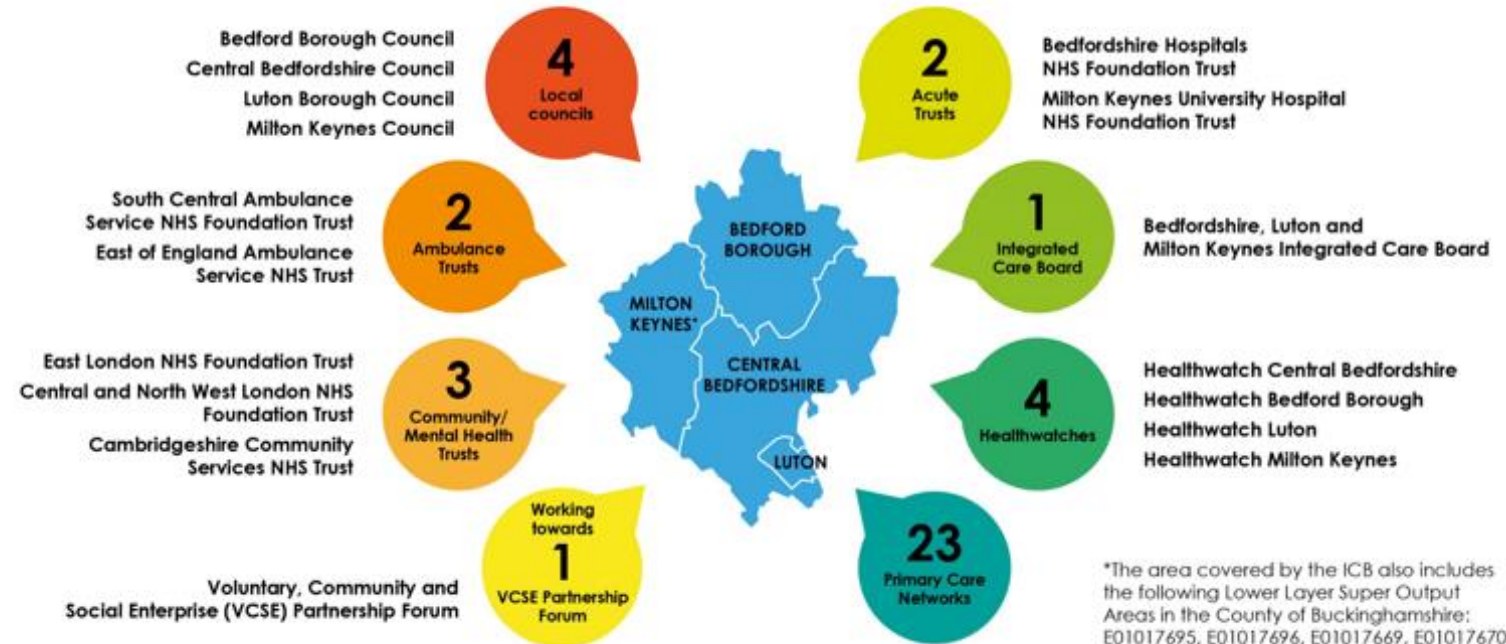 Bedford Borough Council
Central Bedfordshire Council
Luton Borough Council
Milton Keynes Council
4
Local
councils
2
Acute
Trusts
Bedfordshire Hospitals
NHS Foundation Trust
Milton Keynes University Hospital
NHS Foundation Trust
South Central Ambulance
Service NHS Foundation Trust
East of England Ambulance
Service NHS Trust
2
Ambulance
Trusts
1
Integrated
Care Board
Bedfordshire, Luton and
Milton Keynes Integrated Care Board
BEDFORD
BOROUGH
MILTON
KEYNES*
CENTRAL
BEDFORDSHIRE
LUTON
East London NHS Foundation Trust
Central and North West London NHS
Foundation Trust
Cambridgeshire Community
Services NHS Trust
3
Community/
Mental Health
Trusts
4
Healthwatches
Healthwatch Central Bedfordshire
Healthwatch Bedford Borough
Healthwatch Luton
Healthwatch Milton Keynes
Voluntary, Community and
Social Enterprise (VCSE) Partnership Forum
Working
towards
1
VCSE Partnership
Forum
23
Primary Care
Networks
*The area covered by the ICB also includes
the following Lower Layer Super Output
Areas in the County of Buckinghamshire:
E01017695, E01017696, E01017669, E01017670